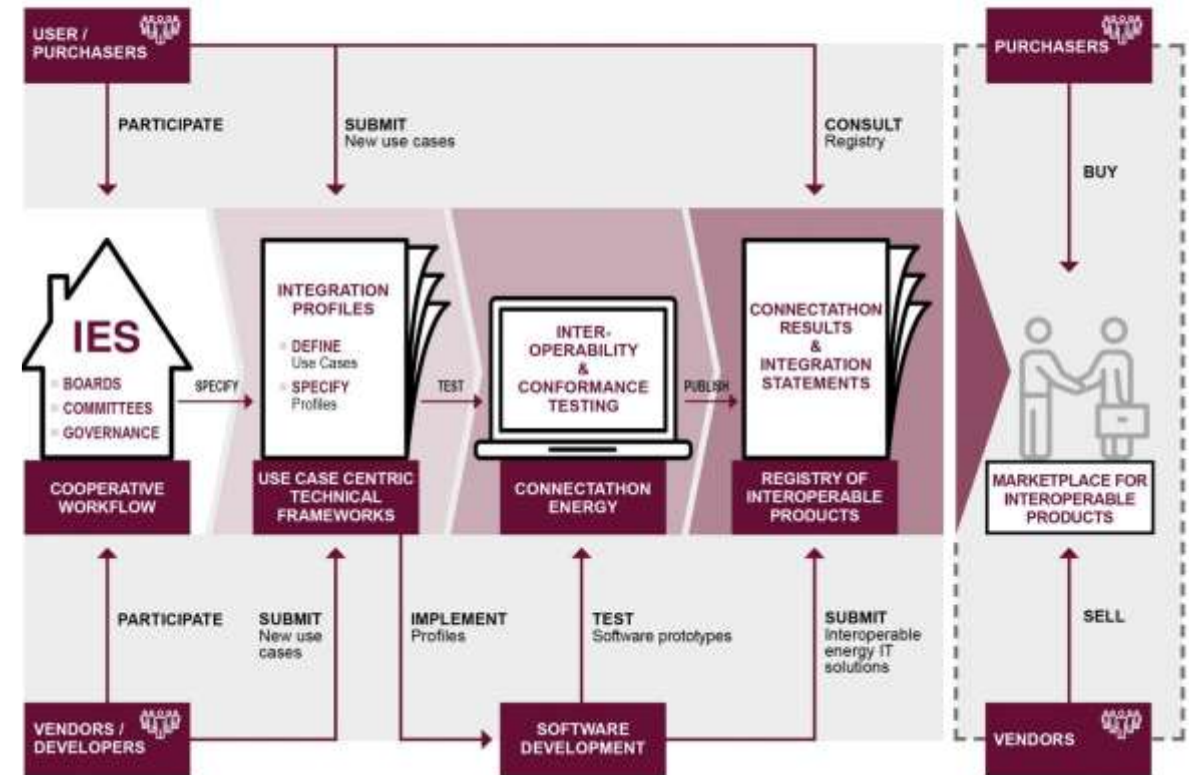 USER /
PURCHASERS
PURCHASERS
PARTICIPATE
SUBMIT
New use cases
CONSULT
Registry
BUY
IES
BOARDS
COMMITTEES
GOVERNANCE
SPECIFY
INTEGRATION
PROFILES
DEFINE
Use Cases
SPECIFY
Profiles
TEST
INTER-
OPERABILITY
&
CONFORMANCE
TESTING
PUBLISH
CONNECTATHON
RESULTS
&
INTEGRATION
STATEMENTS
COOPERATIVE
WORKFLOW
USE CASE CENTRIC
TECHNICAL
FRAMEWORKS
CONNECTATHON
ENERGY
REGISTRY OF
INTEROPERABLE
PRODUCTS
MARKETPLACE FOR
INTEROPERABLE
PRODUCTS
PARTICIPATE
SUBMIT
New use
cases
IMPLEMENT
Profiles
TEST
Software prototypes
SUBMIT
Interoperable
energy IT
solutions
SELL
VENDORS /
DEVELOPERS
SOFTWARE
DEVELOPMENT
VENDORS